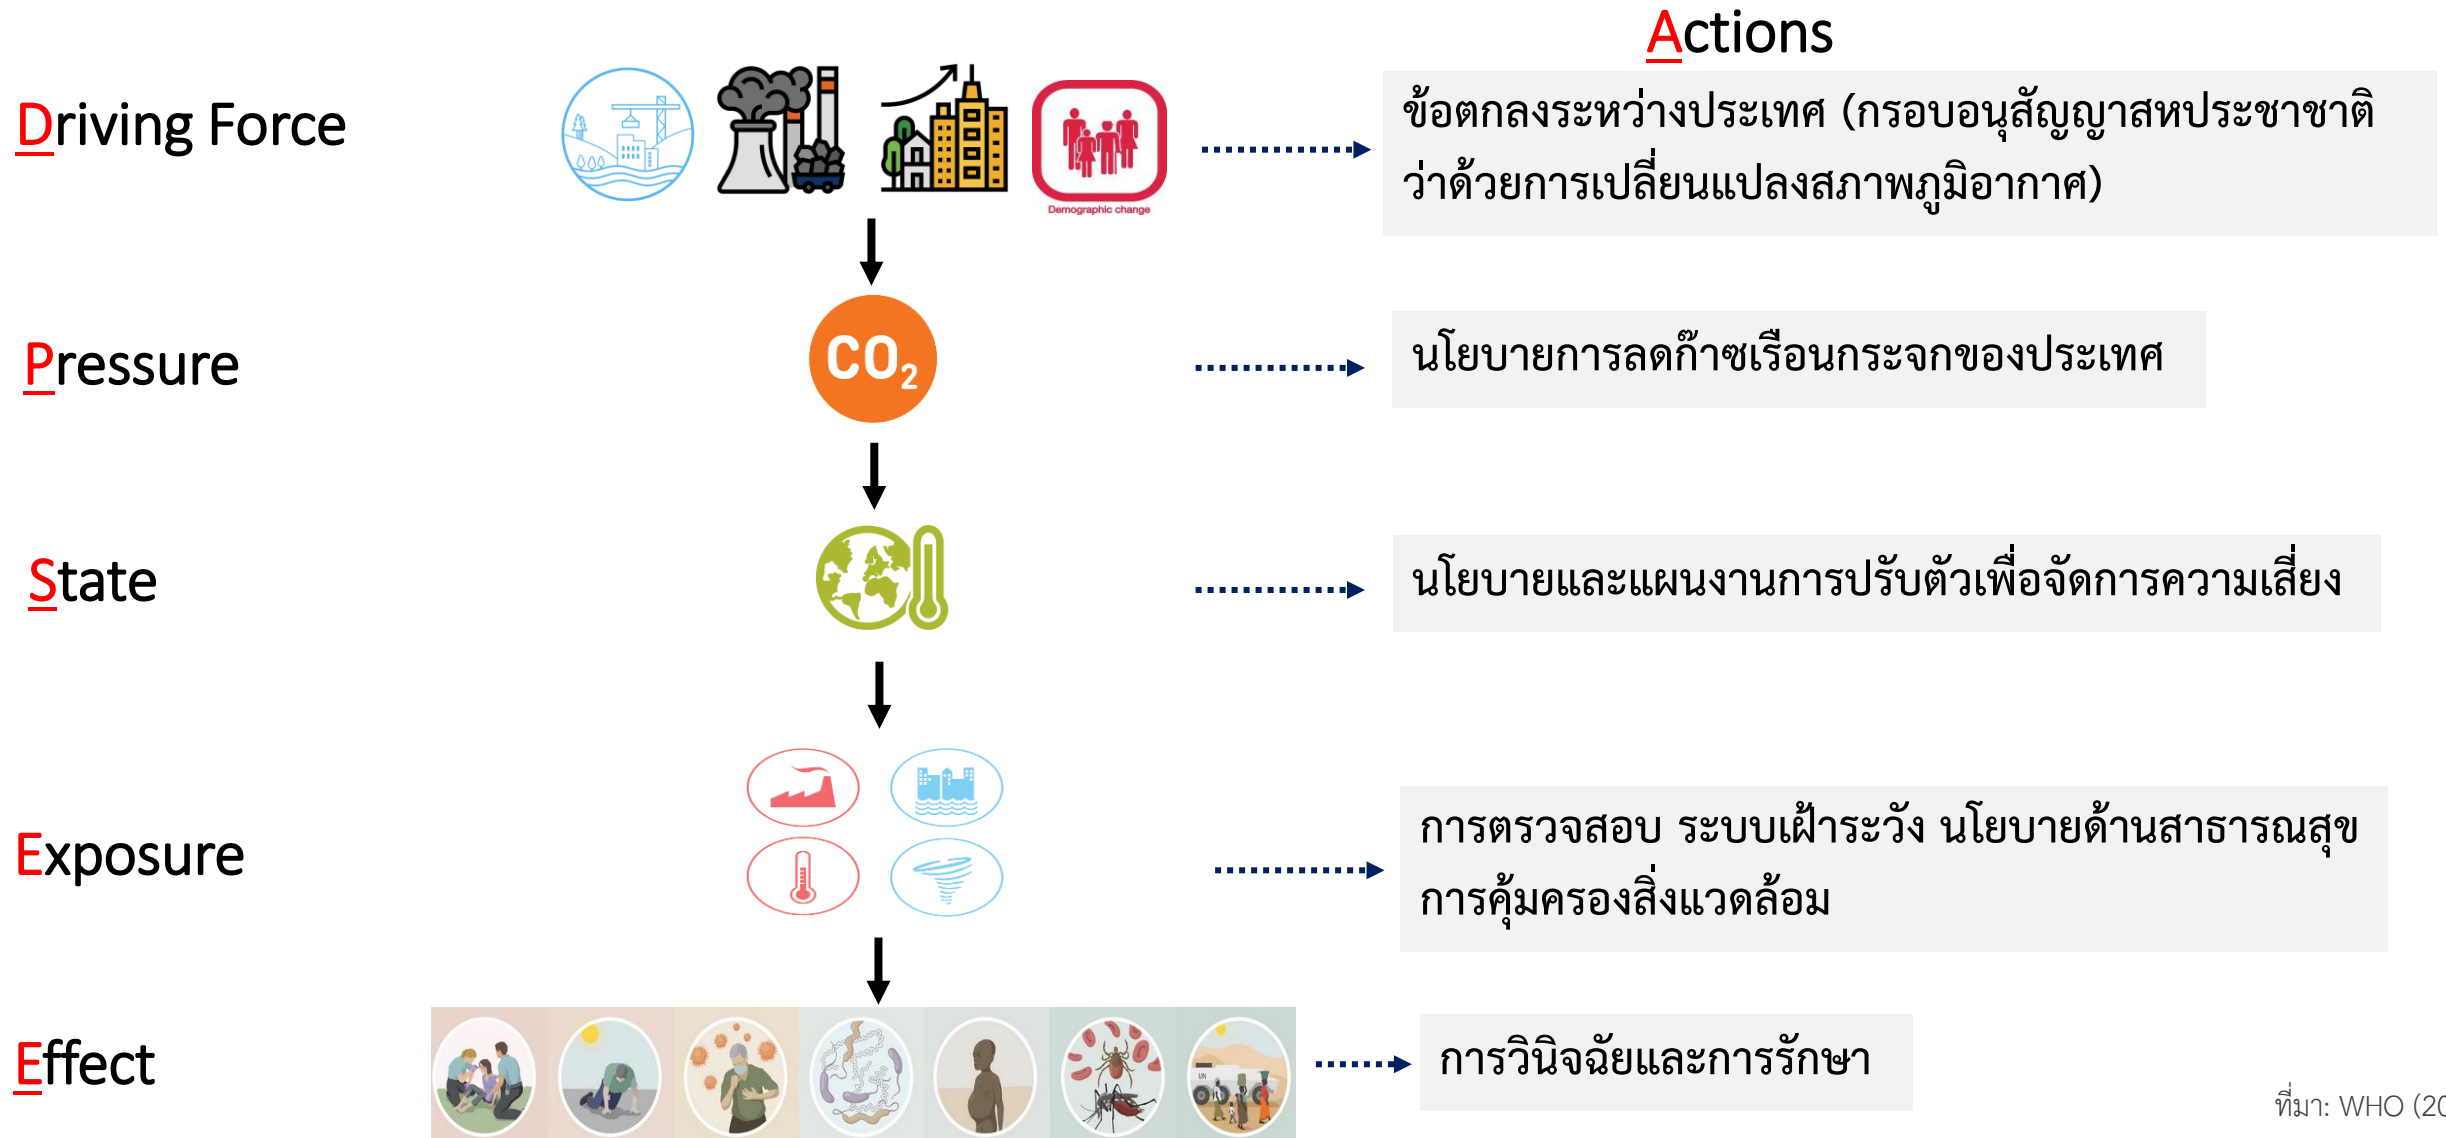 Actions
Driving Force
Demographic change
ข้อตกลงระหว่างประเทศ (กรอบอนุสัญญาสหประชาชาติ
ว่าด้วยการเปลี่ยนแปลงสภาพภูมิอากาศ)
Pressure
CO₂
นโยบายการลดก๊าซเรือนกระจกของประเทศ
State
นโยบายและแผนงานการปรับตัวเพื่อจัดการความเสี่ยง
Exposure
การตรวจสอบ ระบบเฝ้าระวัง นโยบายด้านสาธารณสุข
การคุ้มครองสิ่งแวดล้อม
Effect
UN
การวินิจฉัยและการรักษา
ที่มา: WHO (20